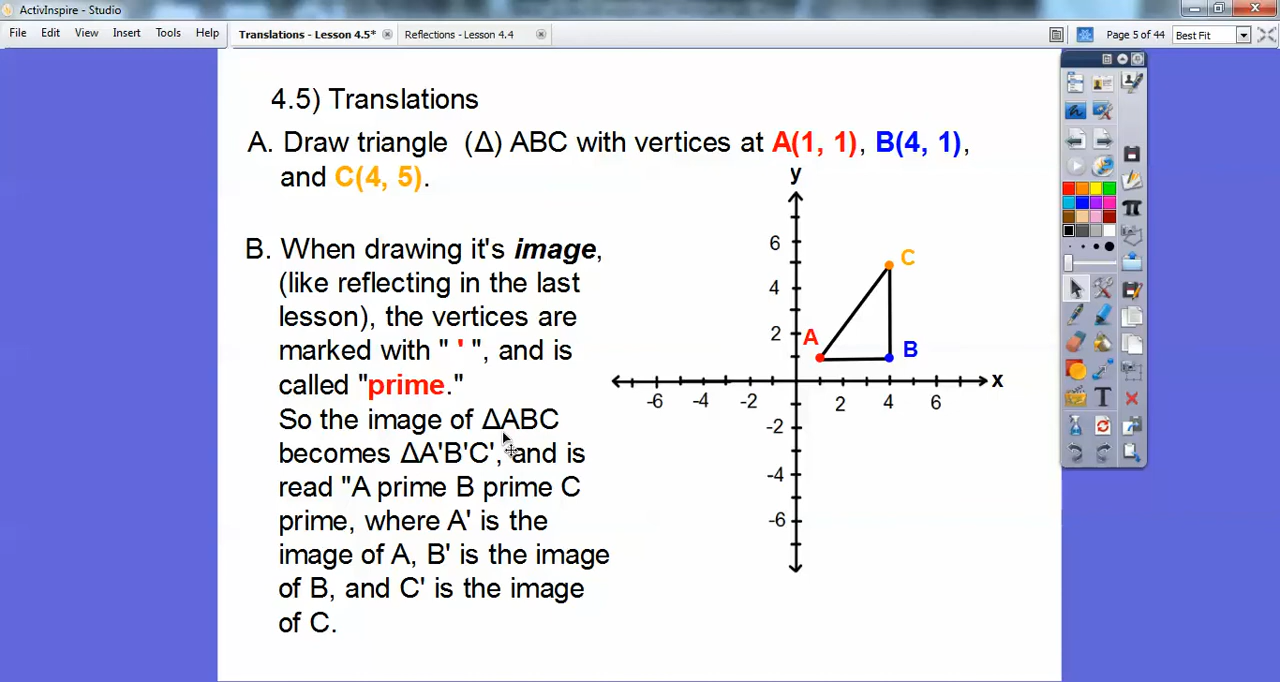 ActivInspire - Studio
File Edit View Insert Tools Help
Translations - Lesson 4.5* Reflections - Lesson 4.4
Page 5 of 44 Best Fit
4.5) Translations
A. Draw triangle (Δ) ABC with vertices at A(1, 1), B(4, 1),
and C(4, 5).
B. When drawing it's image,
(like reflecting in the last
lesson), the vertices are
marked with " ' ", and is
called "prime."
So the image of ΔABC
becomes ΔA'B'C', and is
read "A prime B prime C
prime, where A' is the
image of A, B' is the image
of B, and C' is the image
of C.
y
6
C
4
2
A
B
x
-6 -4 -2 2 4 6
-2
-4
-6